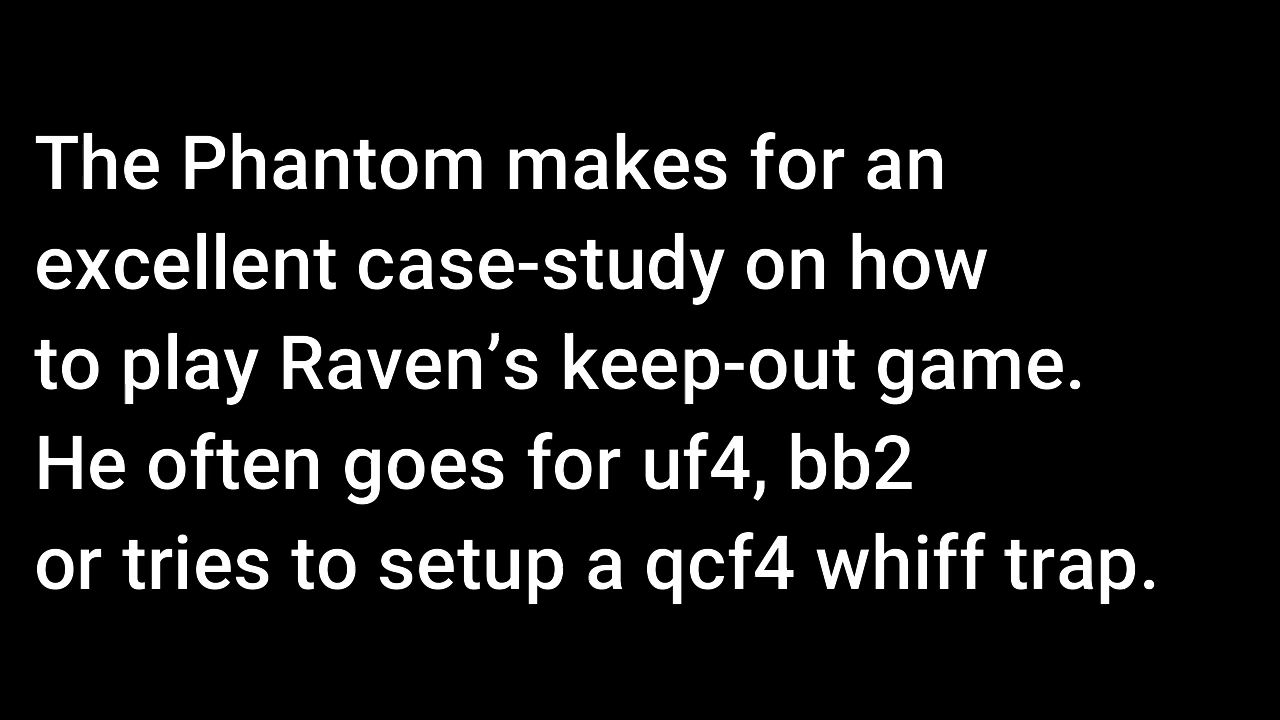 The Phantom makes for an
excellent case-study on how
to play Raven’s keep-out game.
He often goes for uf4, bb2
or tries to setup a qcf4 whiff trap.